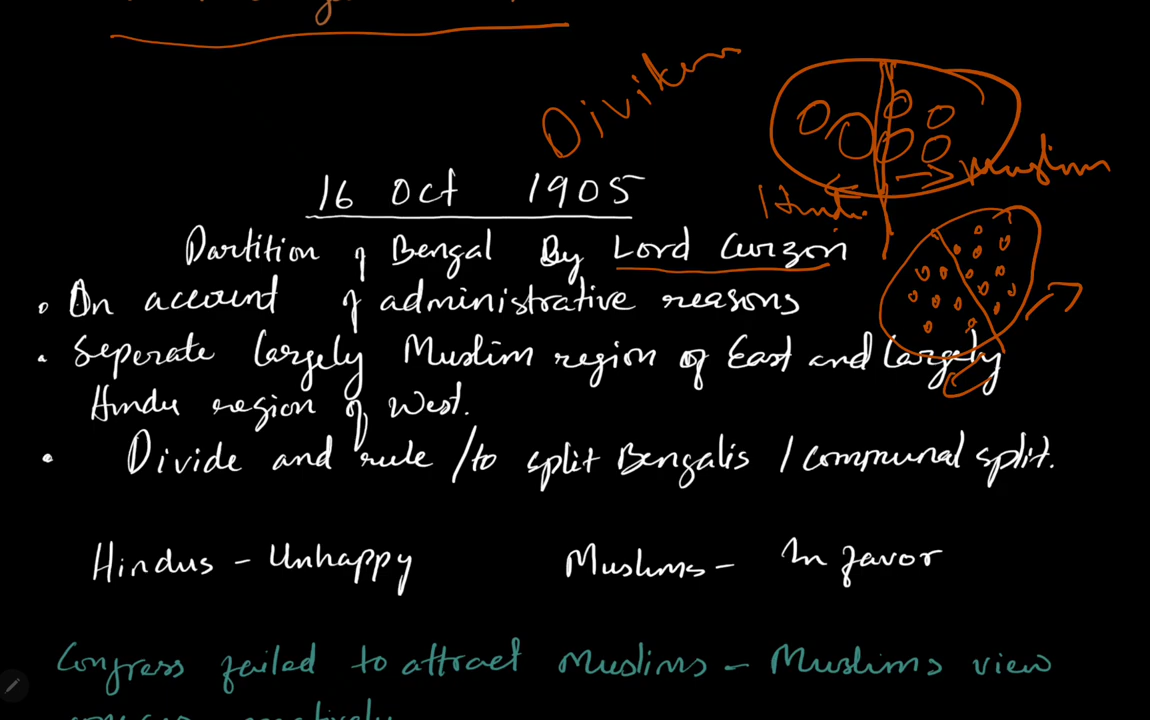 Division
16 Oct 1905
Muslim
Hindu
Partition of Bengal By Lord Curzon
• On account of administrative reasons
• Seperate largely Muslim region of East and largely
Hindu region of West.
• Divide and rule /to split Bengalis / communal split.
Hindus - Unhappy
Muslims - In favor
Congress failed to attract Muslims - Muslims view